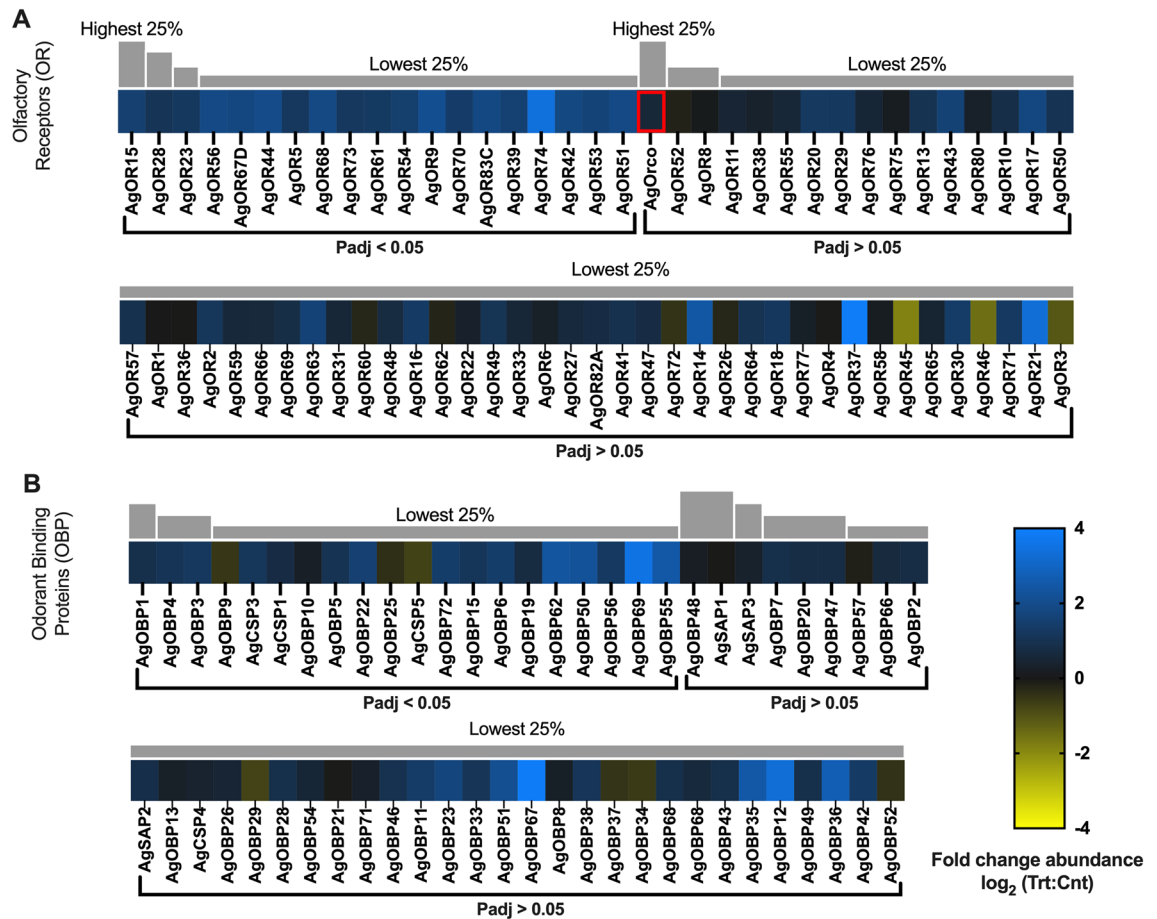 A
Olfactory
Receptors (OR)
Highest 25%
Lowest 25%
Highest 25%
Lowest 25%
AgOR15
AgOR28
AgOR23
AgOR56
AgOR67D
AgOR44
AgOR5
AgOR68
AgOR73
AgOR61
AgOR54
AgOR9
AgOR70
AgOR83C
AgOR39
AgOR74
AgOR42
AgOR53
AgOR51
AgOrco
AgOR52
AgOR8
AgOR11
AgOR38
AgOR55
AgOR20
AgOR29
AgOR76
AgOR75
AgOR13
AgOR43
AgOR80
AgOR10
AgOR17
AgOR50
Padj < 0.05
Padj > 0.05
Lowest 25%
AgOR57
AgOR1
AgOR36
AgOR2
AgOR59
AgOR66
AgOR69
AgOR63
AgOR31
AgOR60
AgOR48
AgOR16
AgOR62
AgOR22
AgOR49
AgOR33
AgOR6
AgOR27
AgOR82A
AgOR41
AgOR47
AgOR72
AgOR14
AgOR26
AgOR64
AgOR18
AgOR77
AgOR4
AgOR37
AgOR58
AgOR45
AgOR65
AgOR30
AgOR46
AgOR71
AgOR21
AgOR3
Padj > 0.05
B
Odorant Binding
Proteins (OBP)
Lowest 25%
AgOBP1
AgOBP4
AgOBP3
AgOBP9
AgCSP3
AgCSP1
AgOBP10
AgOBP5
AgOBP22
AgOBP25
AgCSP5
AgOBP72
AgOBP15
AgOBP6
AgOBP19
AgOBP62
AgOBP50
AgOBP56
AgOBP69
AgOBP55
AgOBP48
AgSAP1
AgSAP3
AgOBP7
AgOBP20
AgOBP47
AgOBP57
AgOBP66
AgOBP2
Padj < 0.05
Padj > 0.05
Lowest 25%
AgSAP2
AgOBP13
AgCSP4
AgOBP26
AgOBP29
AgOBP28
AgOBP54
AgOBP21
AgOBP71
AgOBP46
AgOBP11
AgOBP23
AgOBP33
AgOBP51
AgOBP67
AgOBP8
AgOBP38
AgOBP37
AgOBP34
AgOBP68
AgOBP68
AgOBP43
AgOBP35
AgOBP12
AgOBP49
AgOBP36
AgOBP42
AgOBP52
Padj > 0.05
4
2
0
-2
-4
Fold change abundance
log2 (Trt:Cnt)